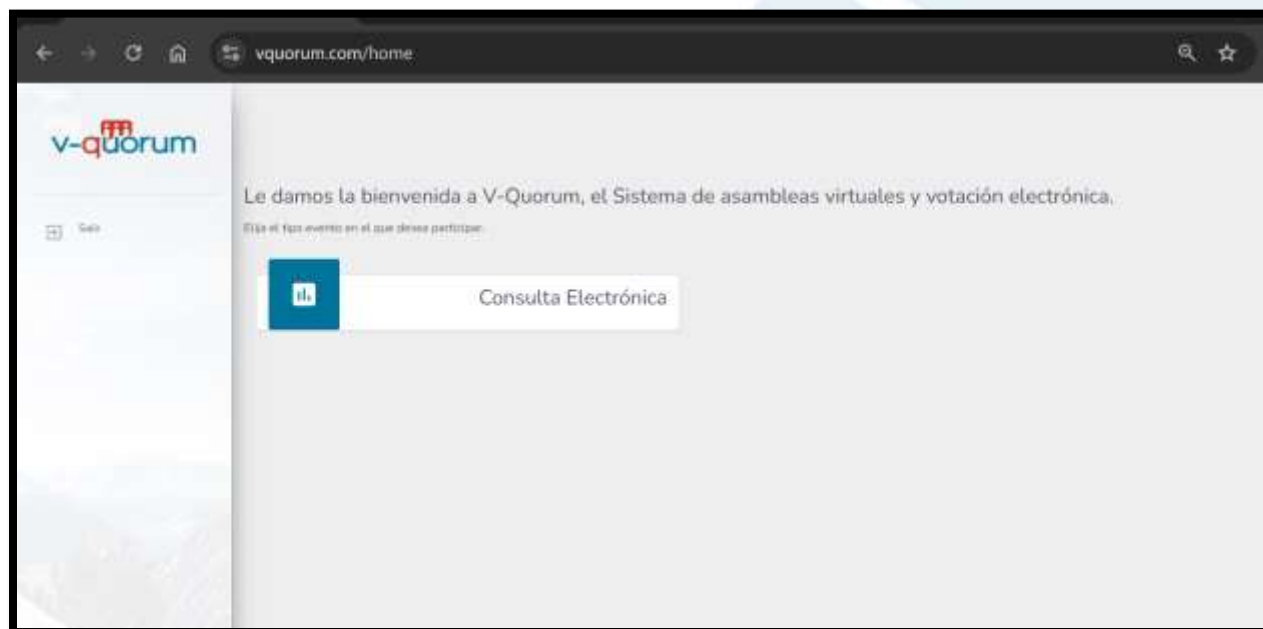 vquorum.com/home
v-quorum
Le damos la bienvenida a V-Quorum, el Sistema de asambleas virtuales y votación electrónica.
Elija el tipo evento en el que desea participar.
Salir
Consulta Electrónica